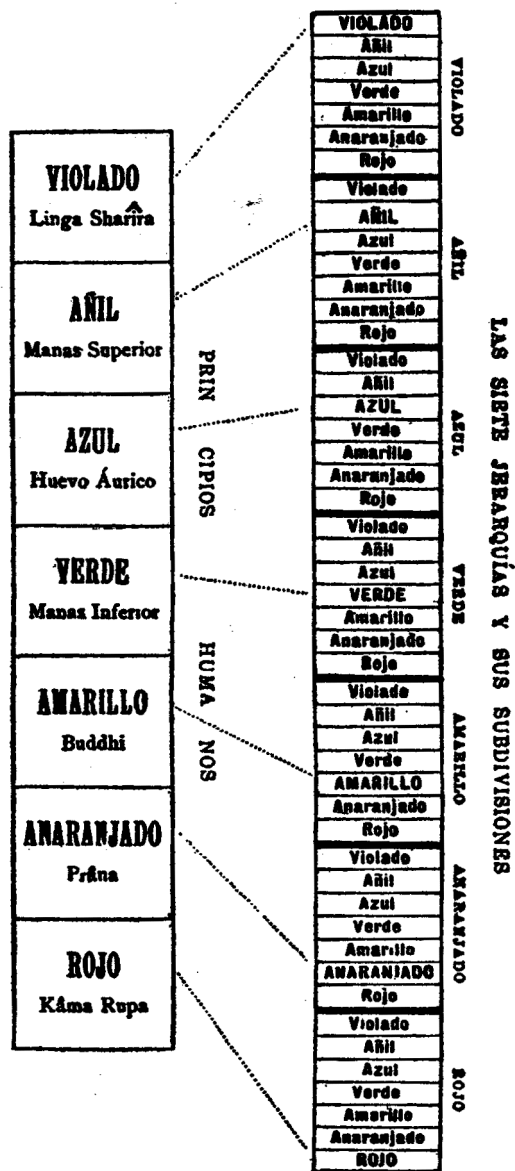 VIOLADO
Linga Sharîra
AÑIL
Manas Superior
AZUL
Huevo Áurico
VERDE
Manas Inferior
AMARILLO
Buddhi
ANARANJADO
Prâna
ROJO
Kâma Rupa
PRIN CIPIOS HUMA NOS
VIOLADO
Añil
Azul
Verde
Amarillo
Anaranjado
Rojo
VIOLADO
Violado
AÑIL
Azul
Verde
Amarillo
Anaranjado
Rojo
AÑIL
Violado
Añil
AZUL
Verde
Amarillo
Anaranjado
Rojo
AZUL
Violado
Añil
Azul
VERDE
Amarillo
Anaranjado
Rojo
VERDE
Violado
Añil
Azul
Verde
AMARILLO
Anaranjado
Rojo
AMARILLO
Violado
Añil
Azul
Verde
Amarillo
ANARANJADO
Rojo
ANARANJADO
Violado
Añil
Azul
Verde
Amarillo
Anaranjado
ROJO
ROJO
LAS SIETE JERARQUÍAS Y SUS SUBDIVISIONES